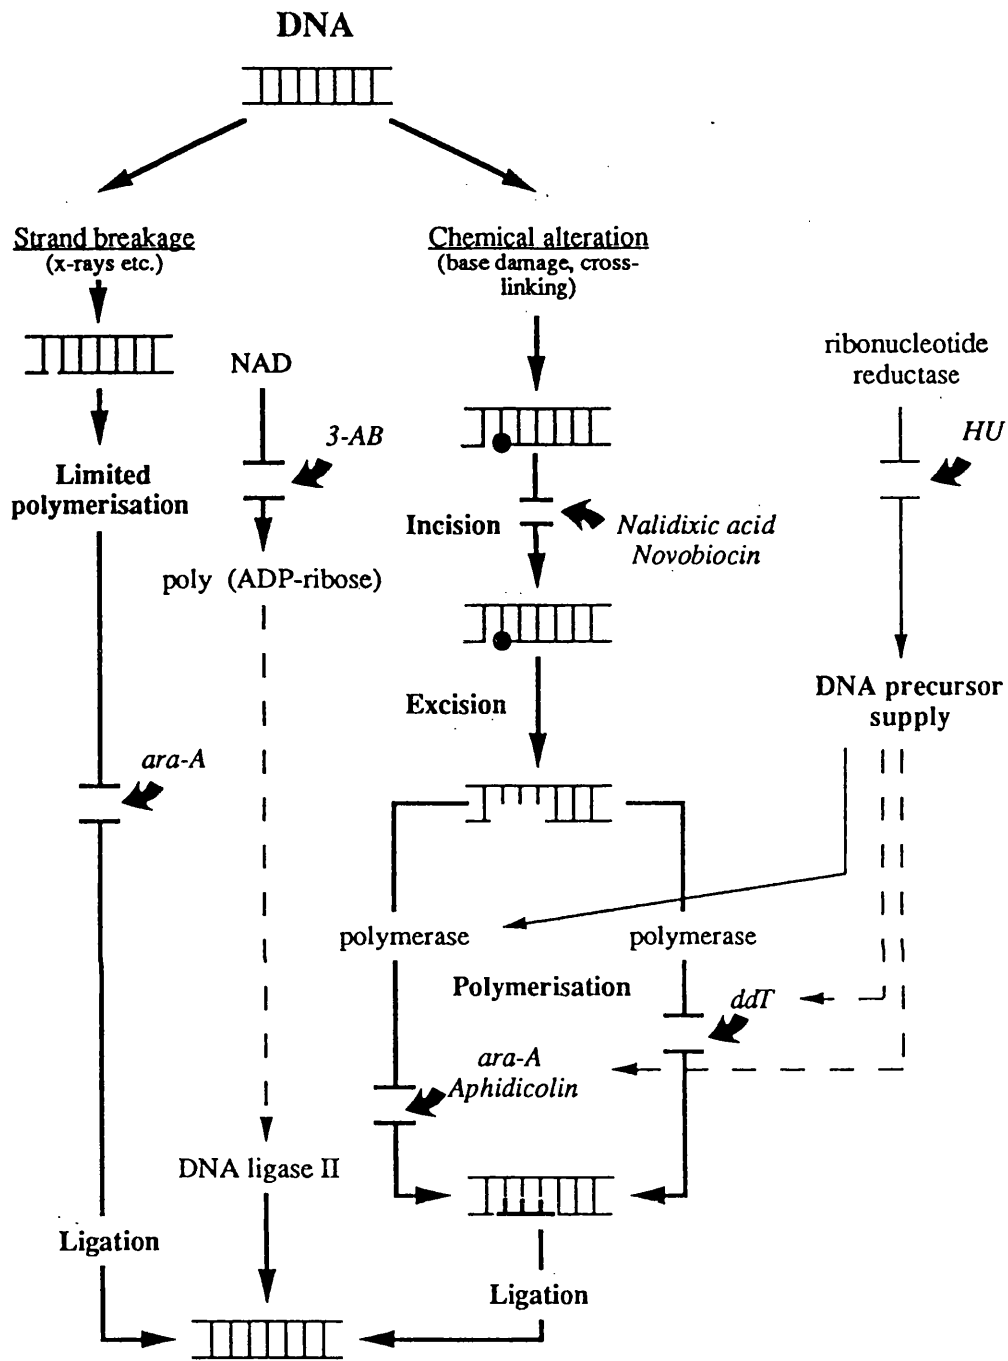 DNA
Strand breakage
(x-rays etc.)
Chemical alteration
(base damage, cross-
linking)
NAD
ribonucleotide
reductase
3-AB
HU
Limited
polymerisation
Incision
Nalidixic acid
Novobiocin
poly (ADP-ribose)
Excision
DNA precursor
supply
ara-A
polymerase
polymerase
Polymerisation
ddT
ara-A
Aphidicolin
DNA ligase II
Ligation
Ligation